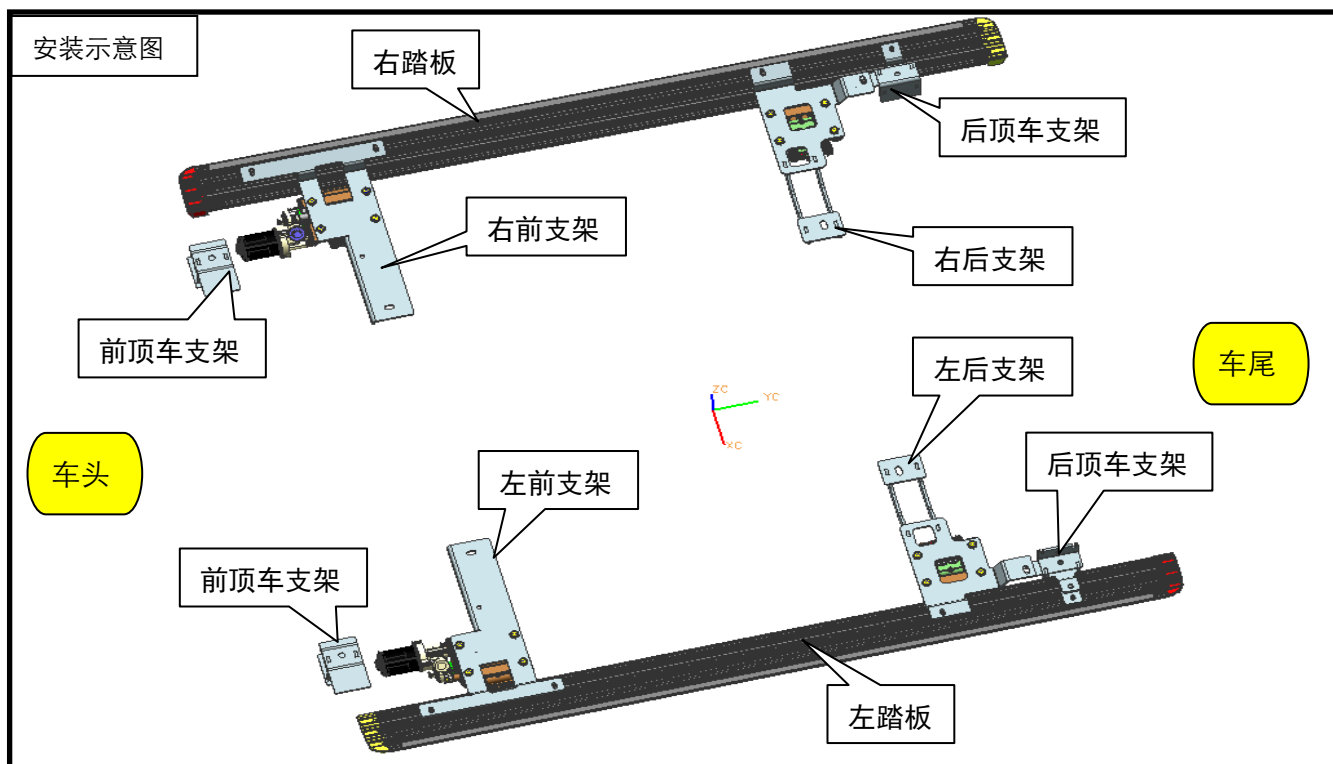 安装示意图
右踏板
后顶车支架
右前支架
右后支架
前顶车支架
车尾
左后支架
ZC
YC
XC
车头
后顶车支架
左前支架
前顶车支架
左踏板